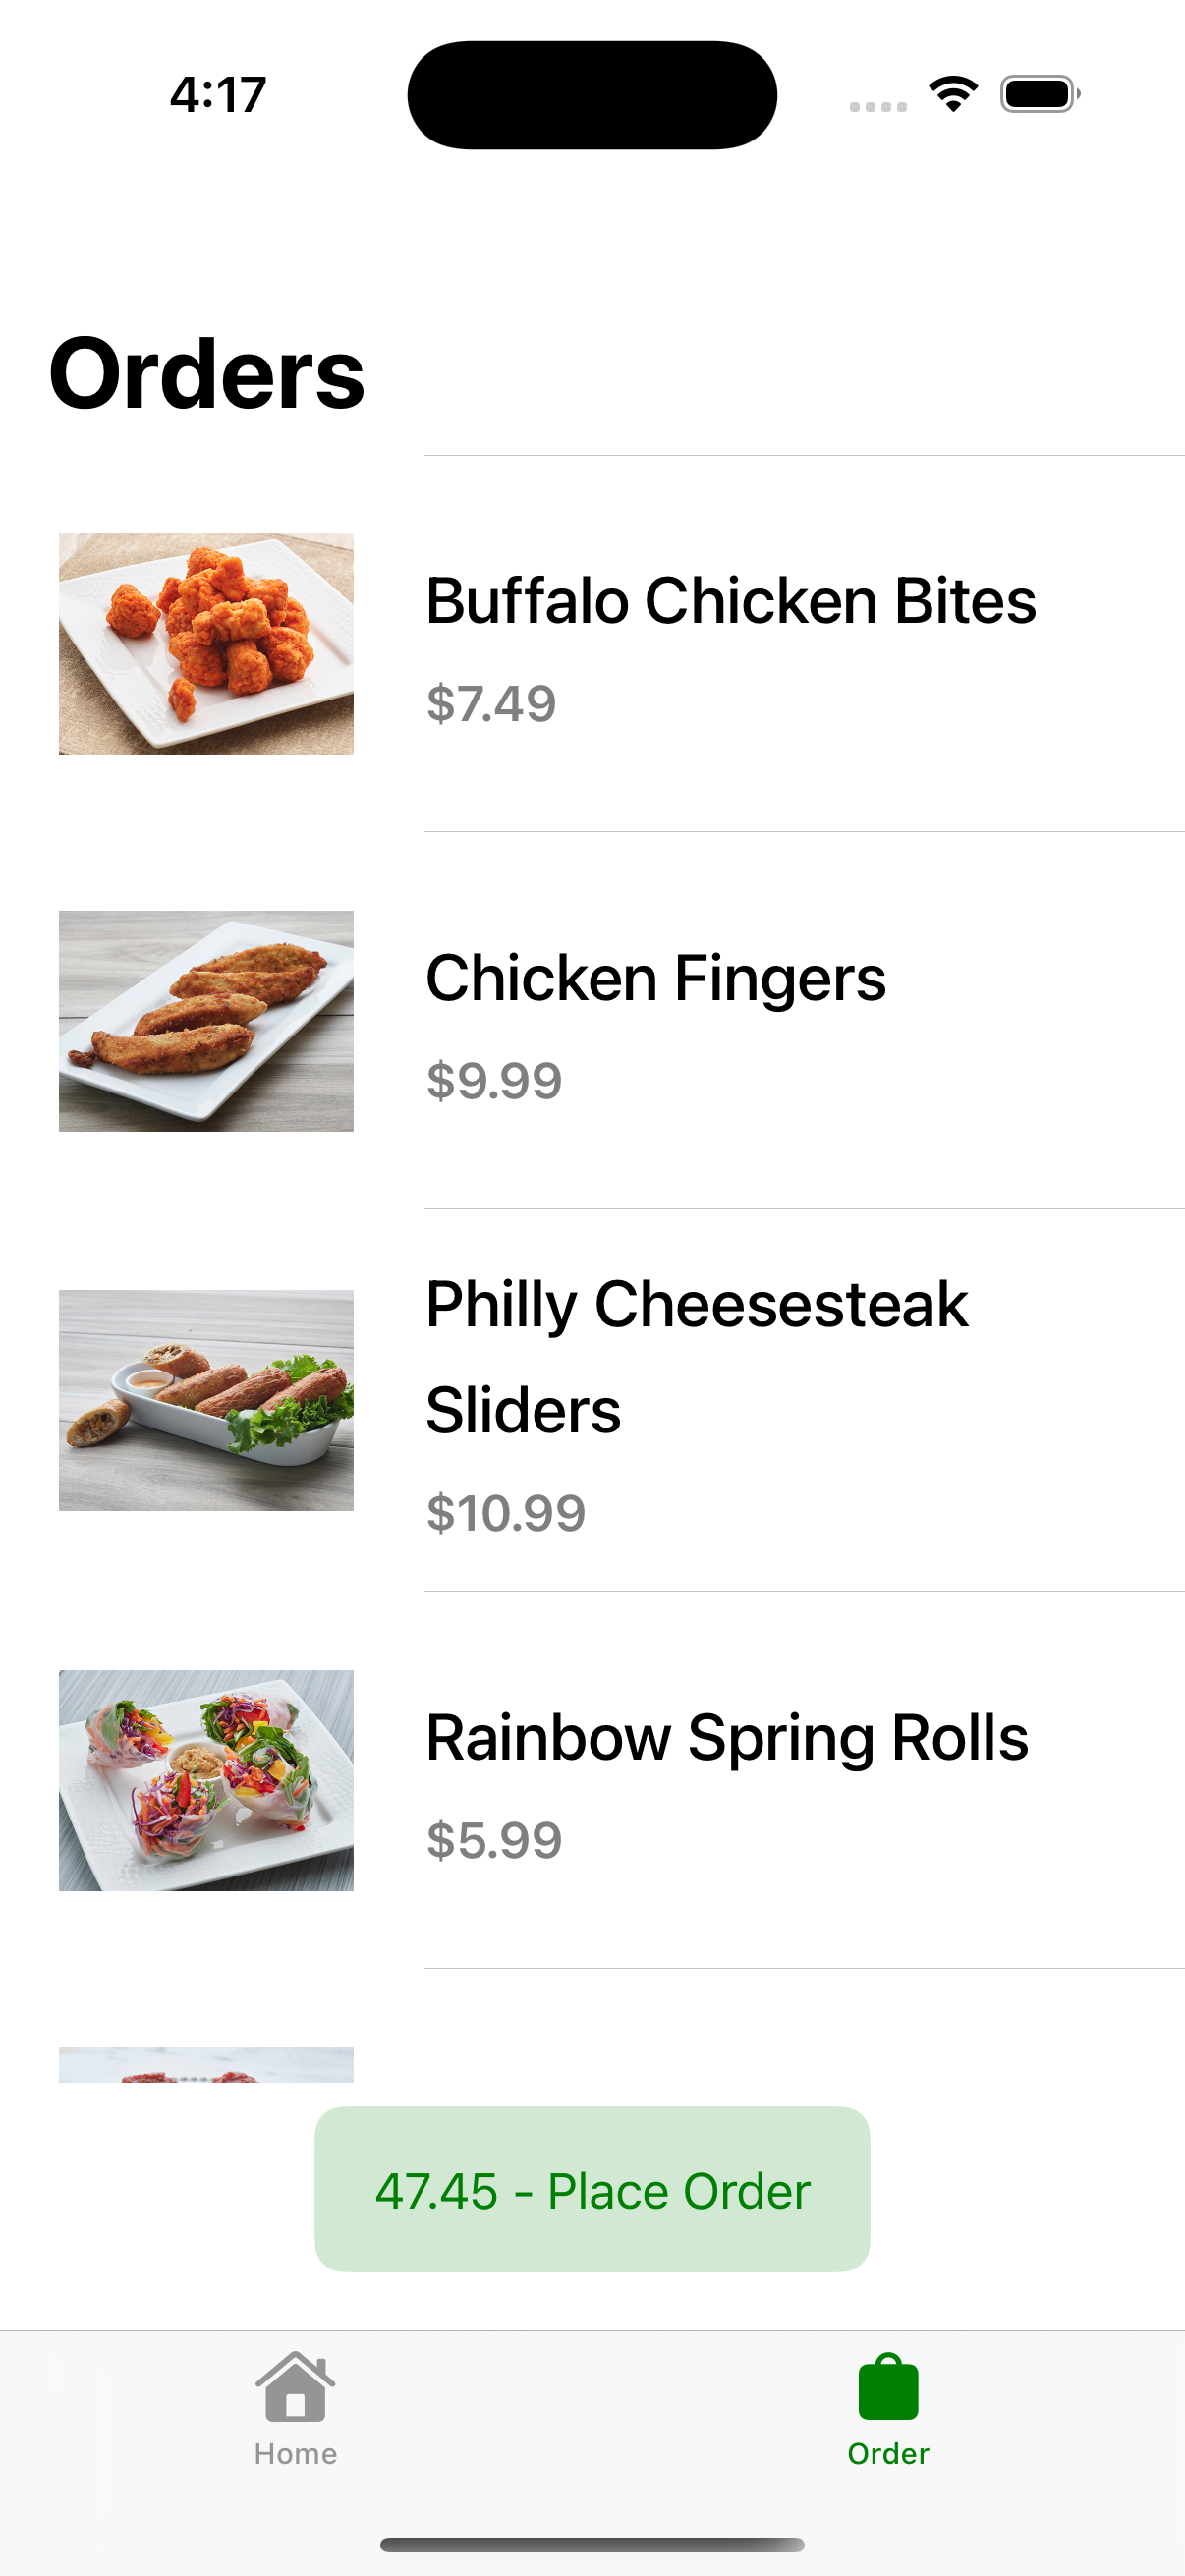 4:17
Orders
Buffalo Chicken Bites
$7.49
Chicken Fingers
$9.99
Philly Cheesesteak
Sliders
$10.99
Rainbow Spring Rolls
$5.99
47.45 - Place Order
Home
Order